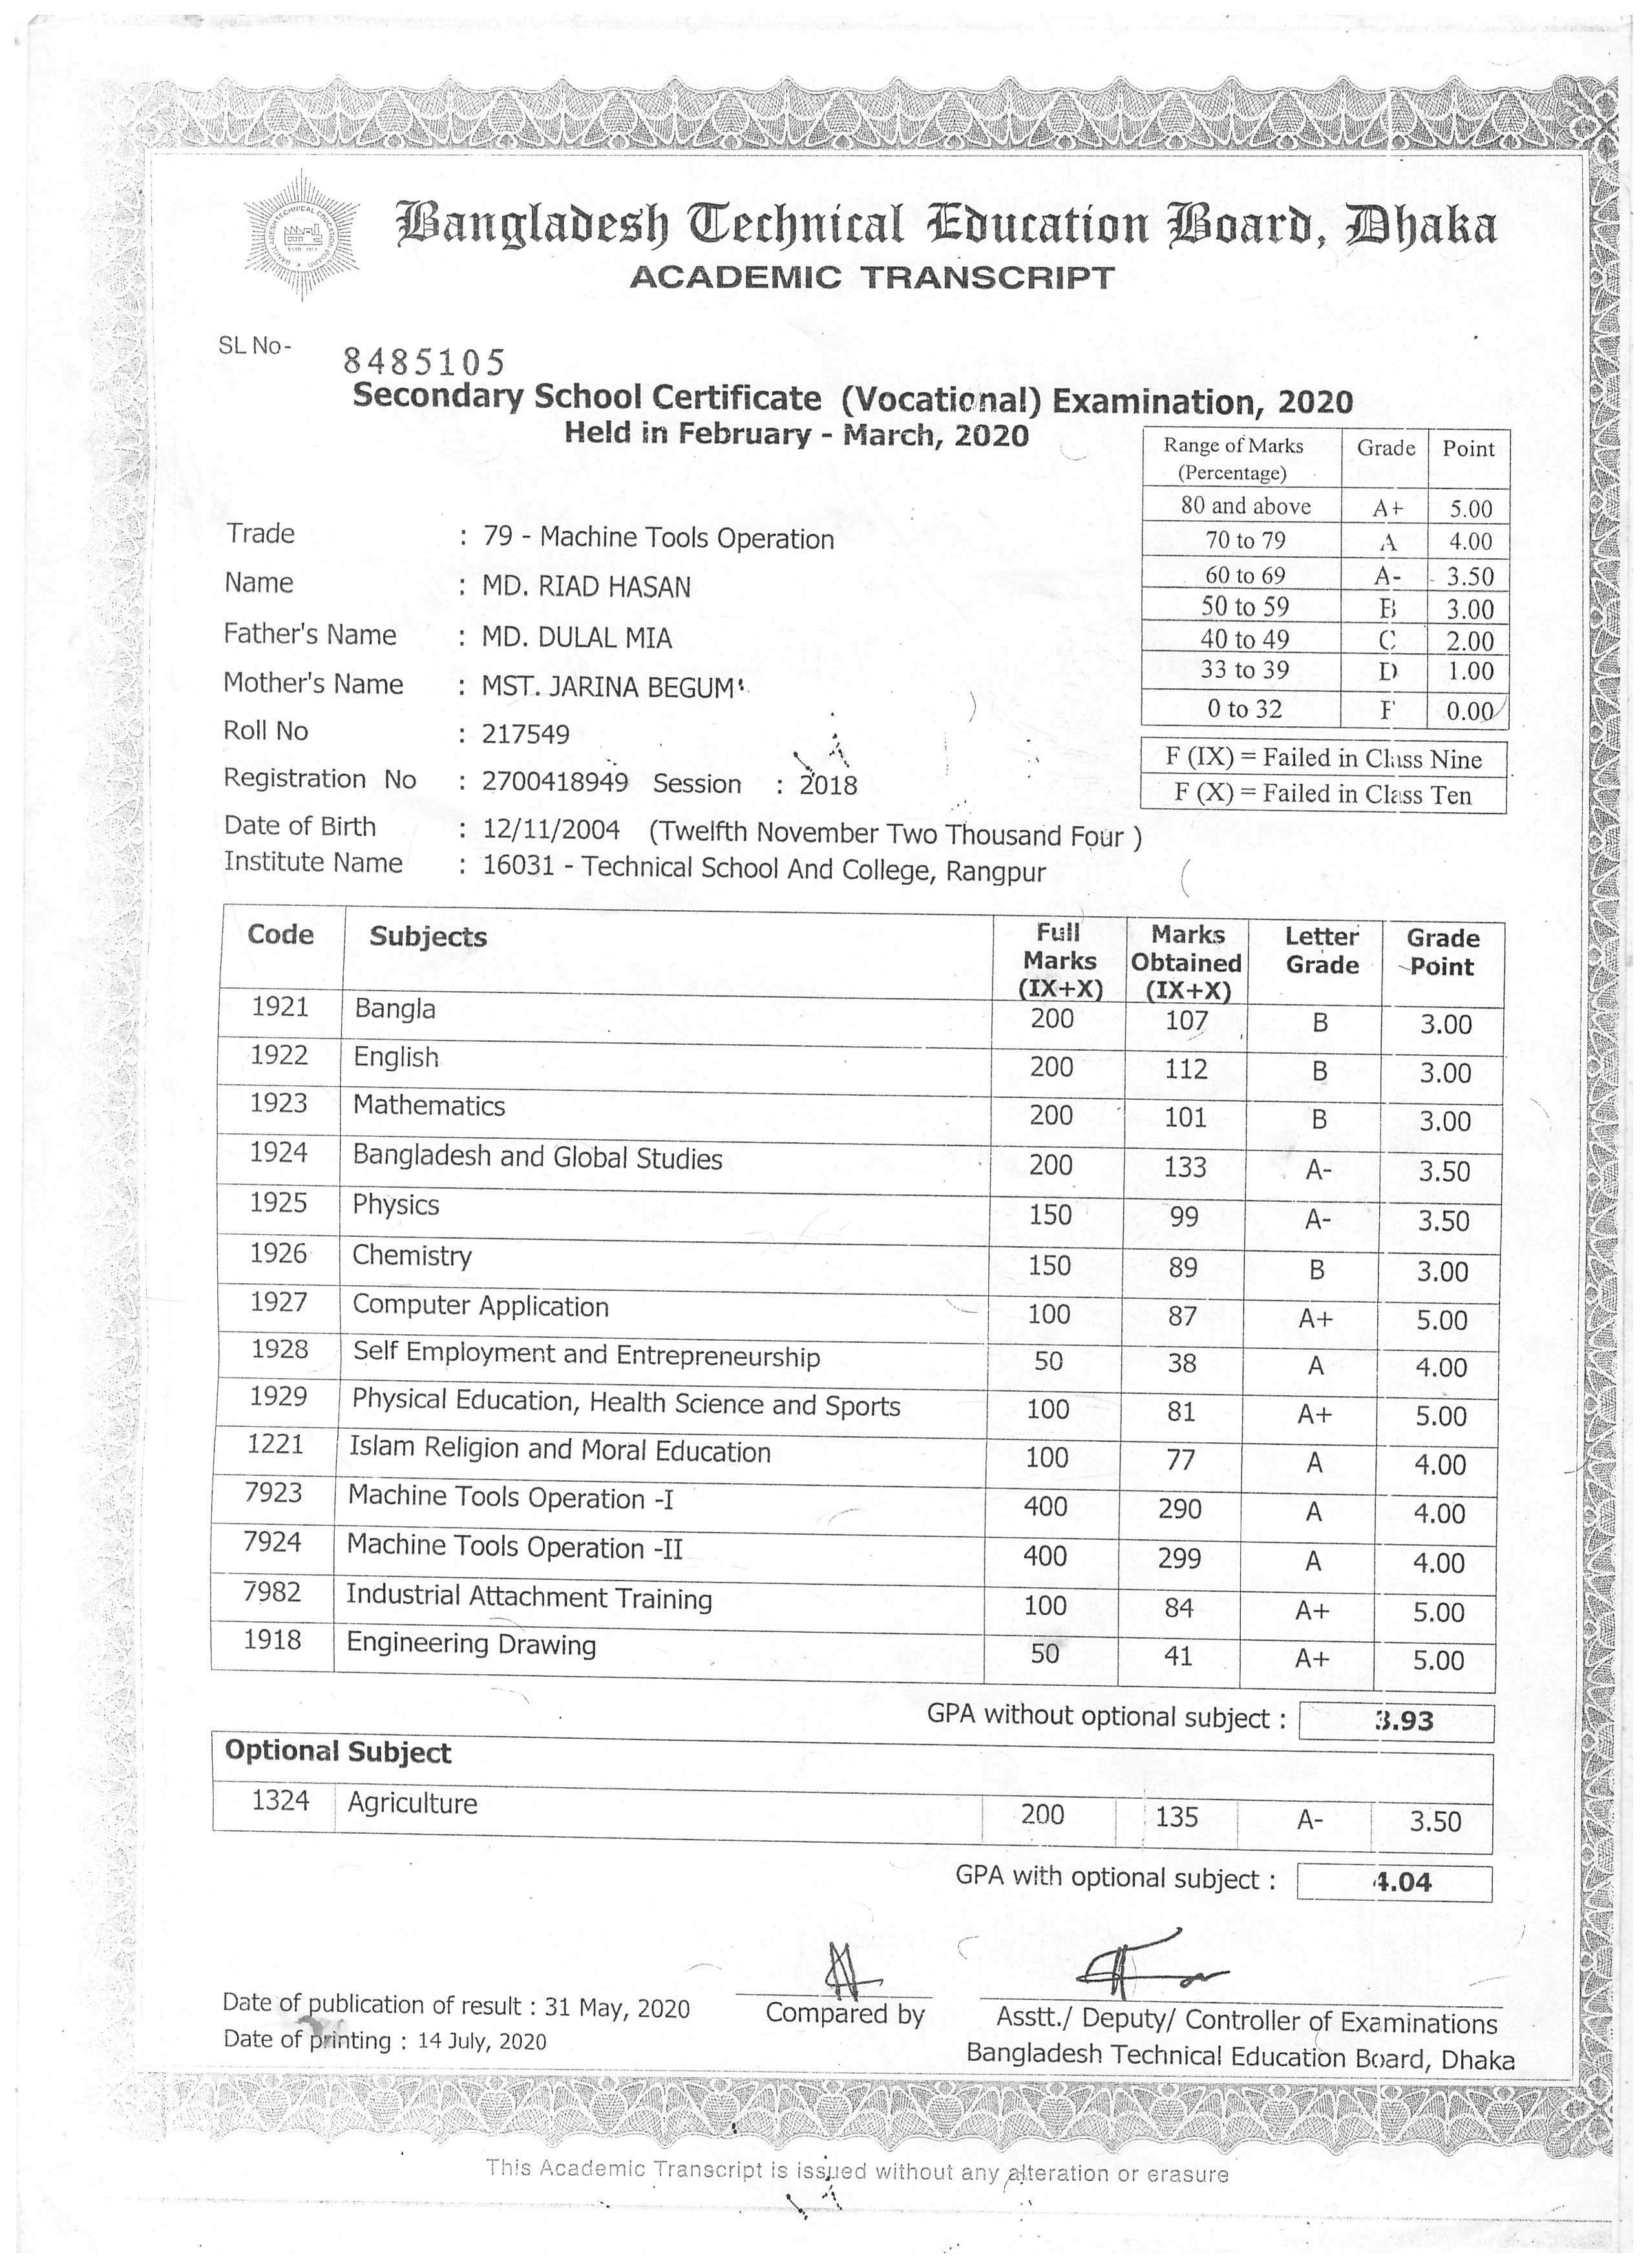 Bangladesh Technical Education Board, Dhaka
ACADEMIC TRANSCRIPT
SL No- 8485105
Secondary School Certificate (Vocational) Examination, 2020
Held in February - March, 2020
Range of Marks (Percentage) Grade Point
80 and above A+ 5.00
70 to 79 A 4.00
60 to 69 A- 3.50
50 to 59 B 3.00
40 to 49 C 2.00
33 to 39 D 1.00
0 to 32 F 0.00
F (IX) = Failed in Class Nine
F (X) = Failed in Class Ten
Trade : 79 - Machine Tools Operation
Name : MD. RIAD HASAN
Father's Name : MD. DULAL MIA
Mother's Name : MST. JARINA BEGUM
Roll No : 217549
Registration No : 2700418949 Session : 2018
Date of Birth : 12/11/2004 (Twelfth November Two Thousand Four )
Institute Name : 16031 - Technical School And College, Rangpur
Code Subjects Full Marks (IX+X) Marks Obtained (IX+X) Letter Grade Grade Point
1921 Bangla 200 107 B 3.00
1922 English 200 112 B 3.00
1923 Mathematics 200 101 B 3.00
1924 Bangladesh and Global Studies 200 133 A- 3.50
1925 Physics 150 99 A- 3.50
1926 Chemistry 150 89 B 3.00
1927 Computer Application 100 87 A+ 5.00
1928 Self Employment and Entrepreneurship 50 38 A 4.00
1929 Physical Education, Health Science and Sports 100 81 A+ 5.00
1221 Islam Religion and Moral Education 100 77 A 4.00
7923 Machine Tools Operation -I 400 290 A 4.00
7924 Machine Tools Operation -II 400 299 A 4.00
7982 Industrial Attachment Training 100 84 A+ 5.00
1918 Engineering Drawing 50 41 A+ 5.00
GPA without optional subject : 3.93
Optional Subject
1324 Agriculture 200 135 A- 3.50
GPA with optional subject : 4.04
Date of publication of result : 31 May, 2020
Date of printing : 14 July, 2020
Compared by
Asstt./ Deputy/ Controller of Examinations
Bangladesh Technical Education Board, Dhaka
This Academic Transcript is issued without any alteration or erasure